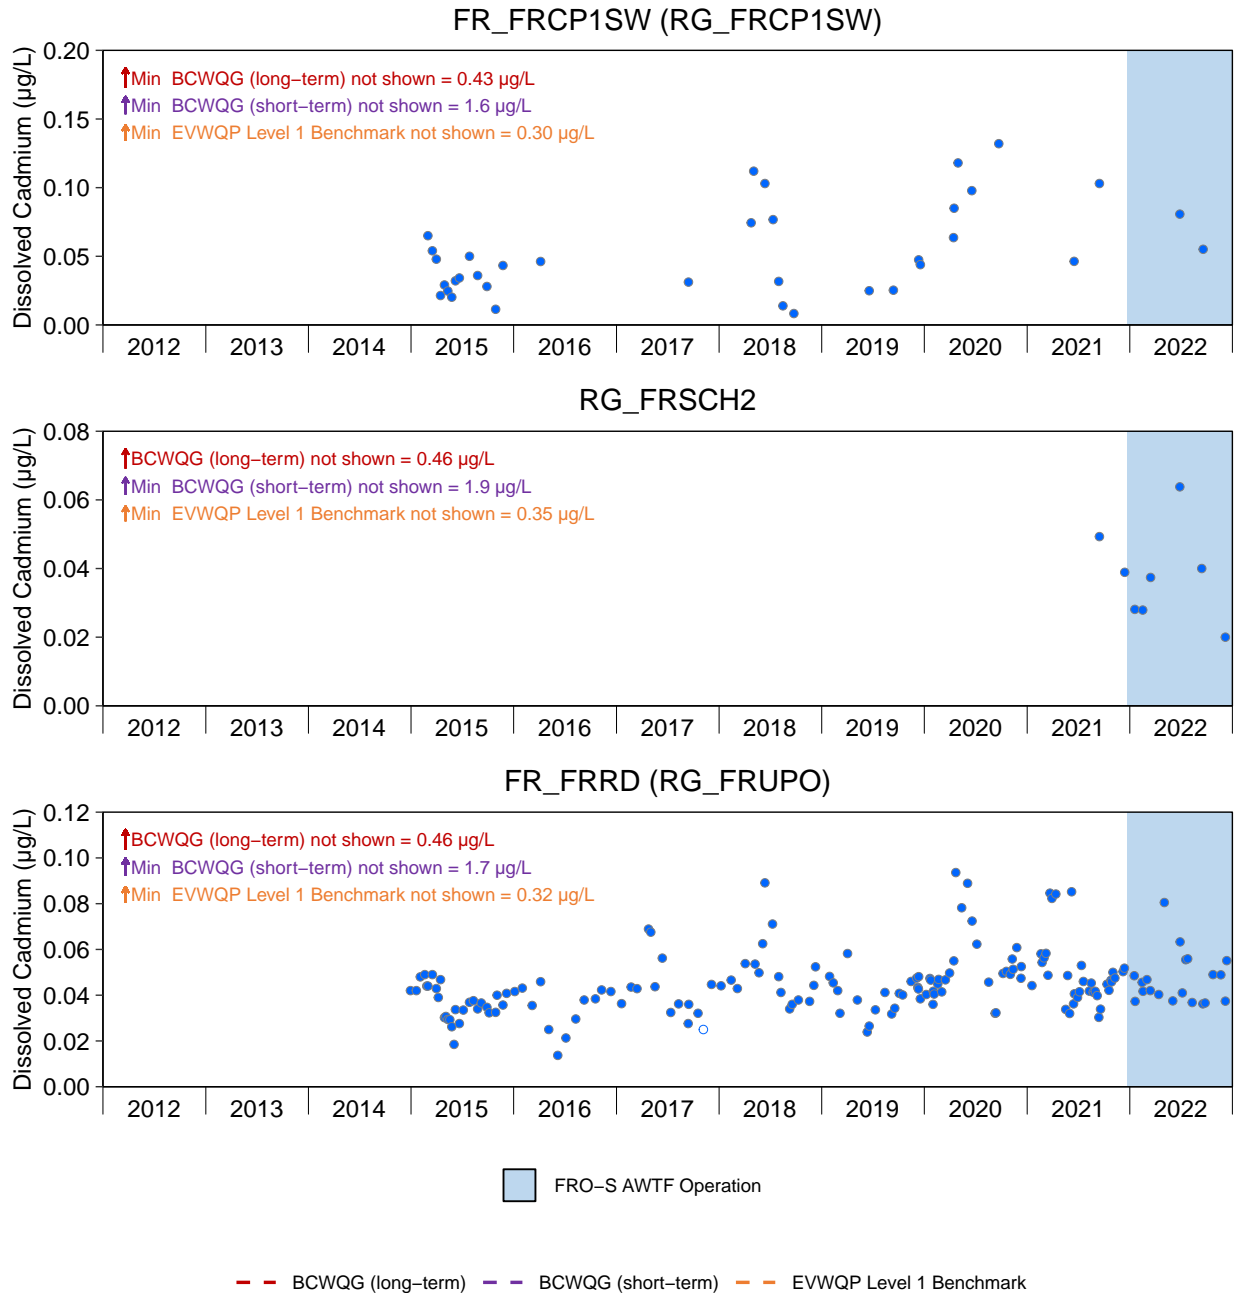 FR_FRCP1SW (RG_FRCP1SW)
Dissolved Cadmium (µg/L)
0.20
0.15
0.10
0.05
0.00
Min BCWQG (long−term) not shown = 0.43 µg/L
Min BCWQG (short−term) not shown = 1.6 µg/L
Min EVWQP Level 1 Benchmark not shown = 0.30 µg/L
2012 2013 2014 2015 2016 2017 2018 2019 2020 2021 2022
RG_FRSCH2
Dissolved Cadmium (µg/L)
0.08
0.06
0.04
0.02
0.00
BCWQG (long−term) not shown = 0.46 µg/L
Min BCWQG (short−term) not shown = 1.9 µg/L
Min EVWQP Level 1 Benchmark not shown = 0.35 µg/L
2012 2013 2014 2015 2016 2017 2018 2019 2020 2021 2022
FR_FRRD (RG_FRUPO)
Dissolved Cadmium (µg/L)
0.12
0.10
0.08
0.06
0.04
0.02
0.00
BCWQG (long−term) not shown = 0.46 µg/L
Min BCWQG (short−term) not shown = 1.7 µg/L
Min EVWQP Level 1 Benchmark not shown = 0.32 µg/L
2012 2013 2014 2015 2016 2017 2018 2019 2020 2021 2022
FRO−S AWTF Operation
BCWQG (long−term) BCWQG (short−term) EVWQP Level 1 Benchmark